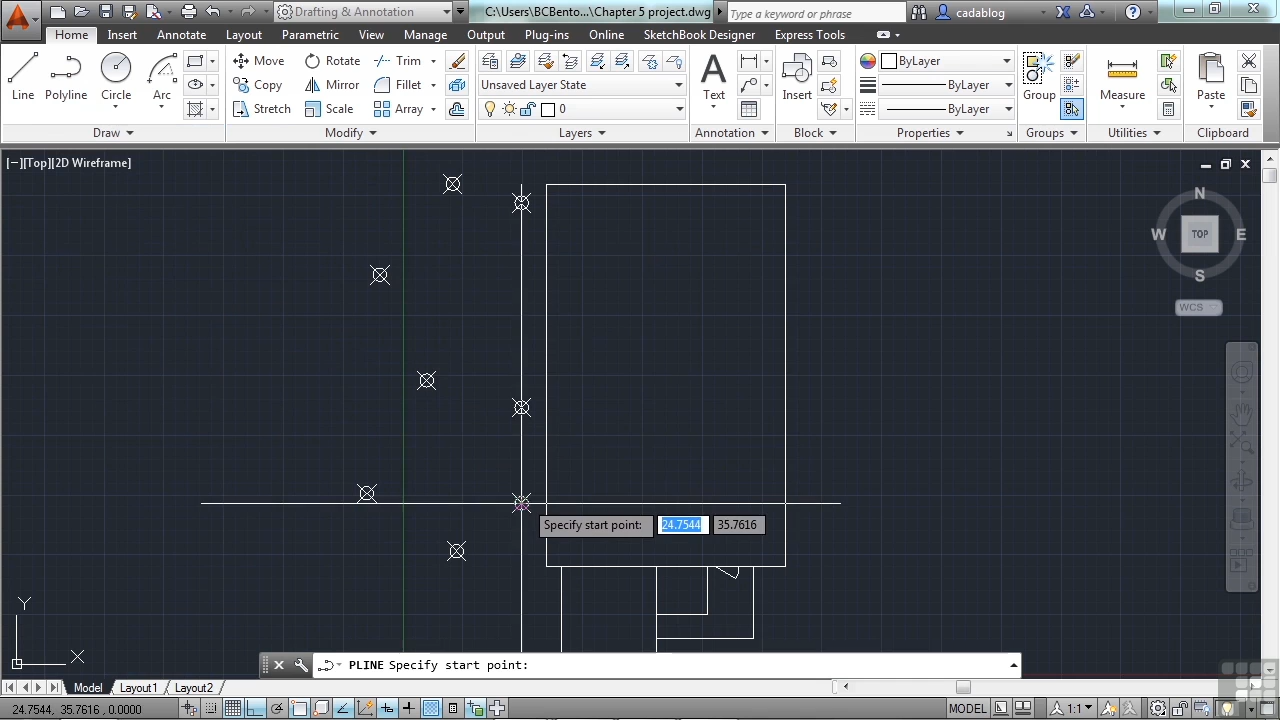 Drafting & Annotation
C:\Users\BCBento...\Chapter 5 project.dwg
Type a keyword or phrase
cadablog
Home Insert Annotate Layout Parametric View Manage Output Plug-ins Online SketchBook Designer Express Tools
Line Polyline Circle Arc
Move Rotate Trim
Copy Mirror Fillet
Stretch Scale Array
Unsaved Layer State
0
Text
Insert
ByLayer
ByLayer
ByLayer
Group
Measure
Paste
Draw Modify Layers Annotation Block Properties Groups Utilities Clipboard
[−][Top][2D Wireframe]
N
W TOP E
S
WCS
Specify start point: 24.7544 35.7616
Y
X
PLINE Specify start point:
Model Layout1 Layout2
24.7544, 35.7616 , 0.0000
MODEL
1:1